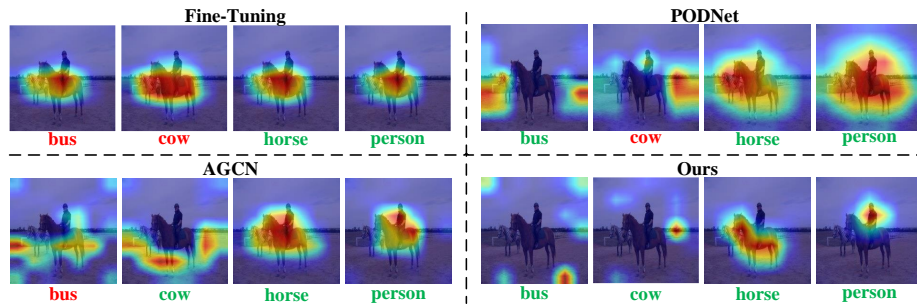 Fine-Tuning
bus cow horse person
PODNet
bus cow horse person
AGCN
bus cow horse person
Ours
bus cow horse person